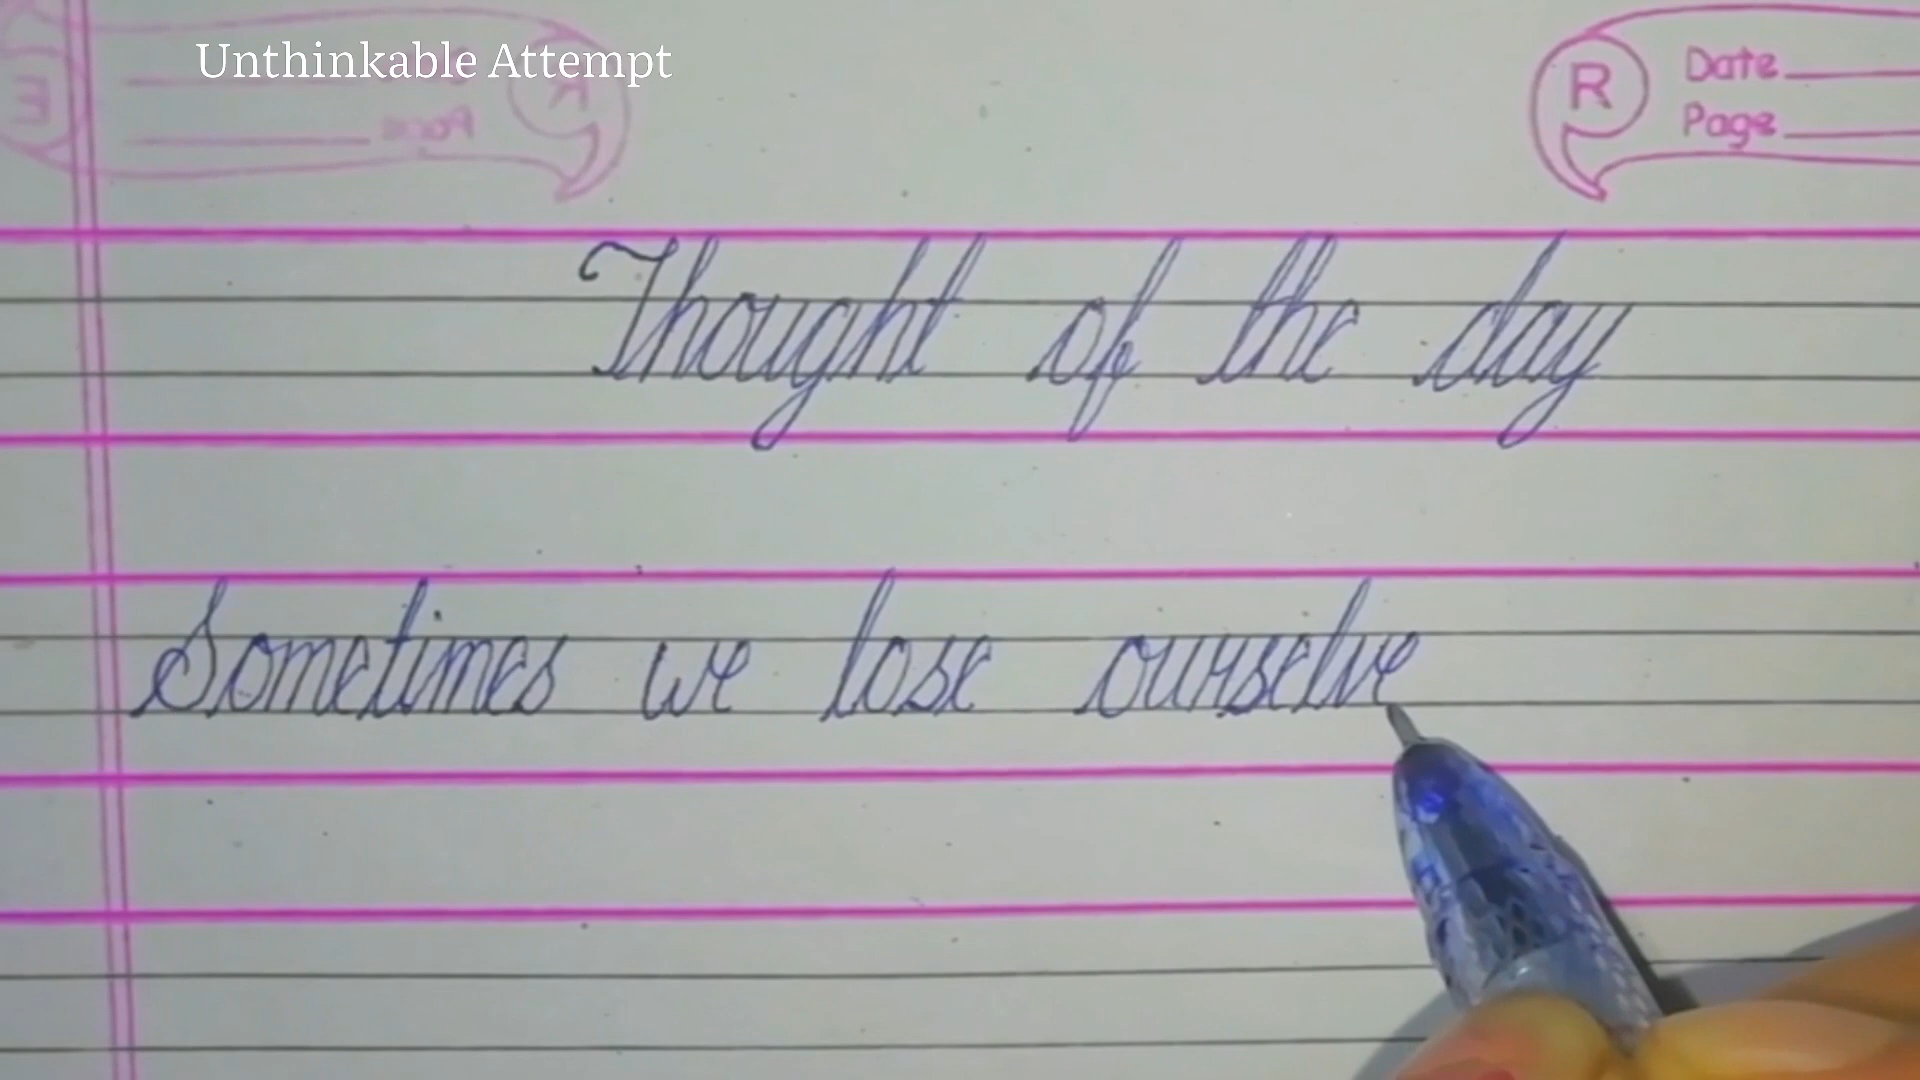 Unthinkable Attempt
R
Date
Page
Thought of the day
Sometimes we lose ourselve